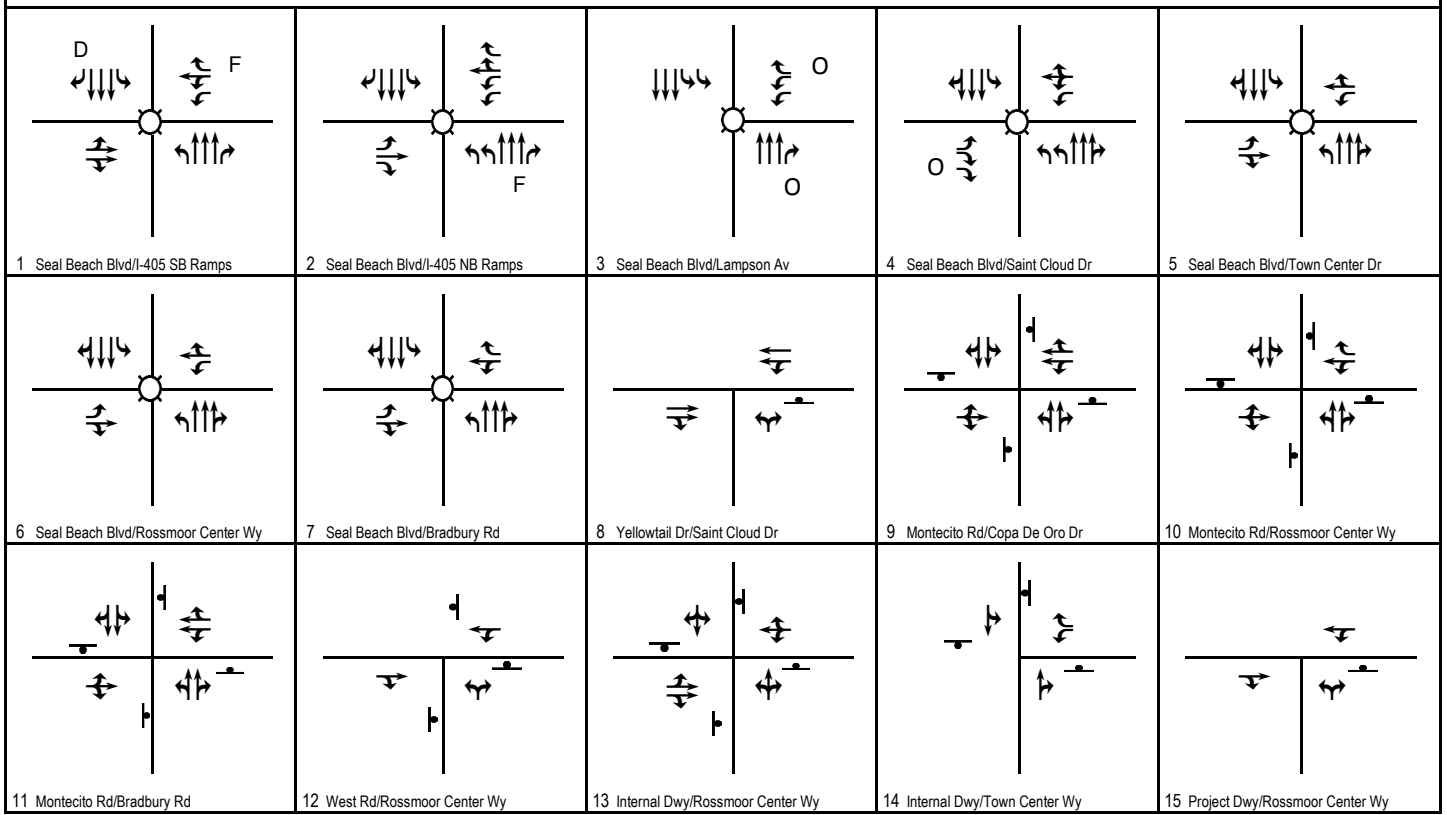 D
F
1 Seal Beach Blvd/I-405 SB Ramps
F
2 Seal Beach Blvd/I-405 NB Ramps
O
O
3 Seal Beach Blvd/Lampson Av
O
4 Seal Beach Blvd/Saint Cloud Dr
5 Seal Beach Blvd/Town Center Dr
6 Seal Beach Blvd/Rossmoor Center Wy
7 Seal Beach Blvd/Bradbury Rd
8 Yellowtail Dr/Saint Cloud Dr
9 Montecito Rd/Copa De Oro Dr
10 Montecito Rd/Rossmoor Center Wy
11 Montecito Rd/Bradbury Rd
12 West Rd/Rossmoor Center Wy
13 Internal Dwy/Rossmoor Center Wy
14 Internal Dwy/Town Center Wy
15 Project Dwy/Rossmoor Center Wy